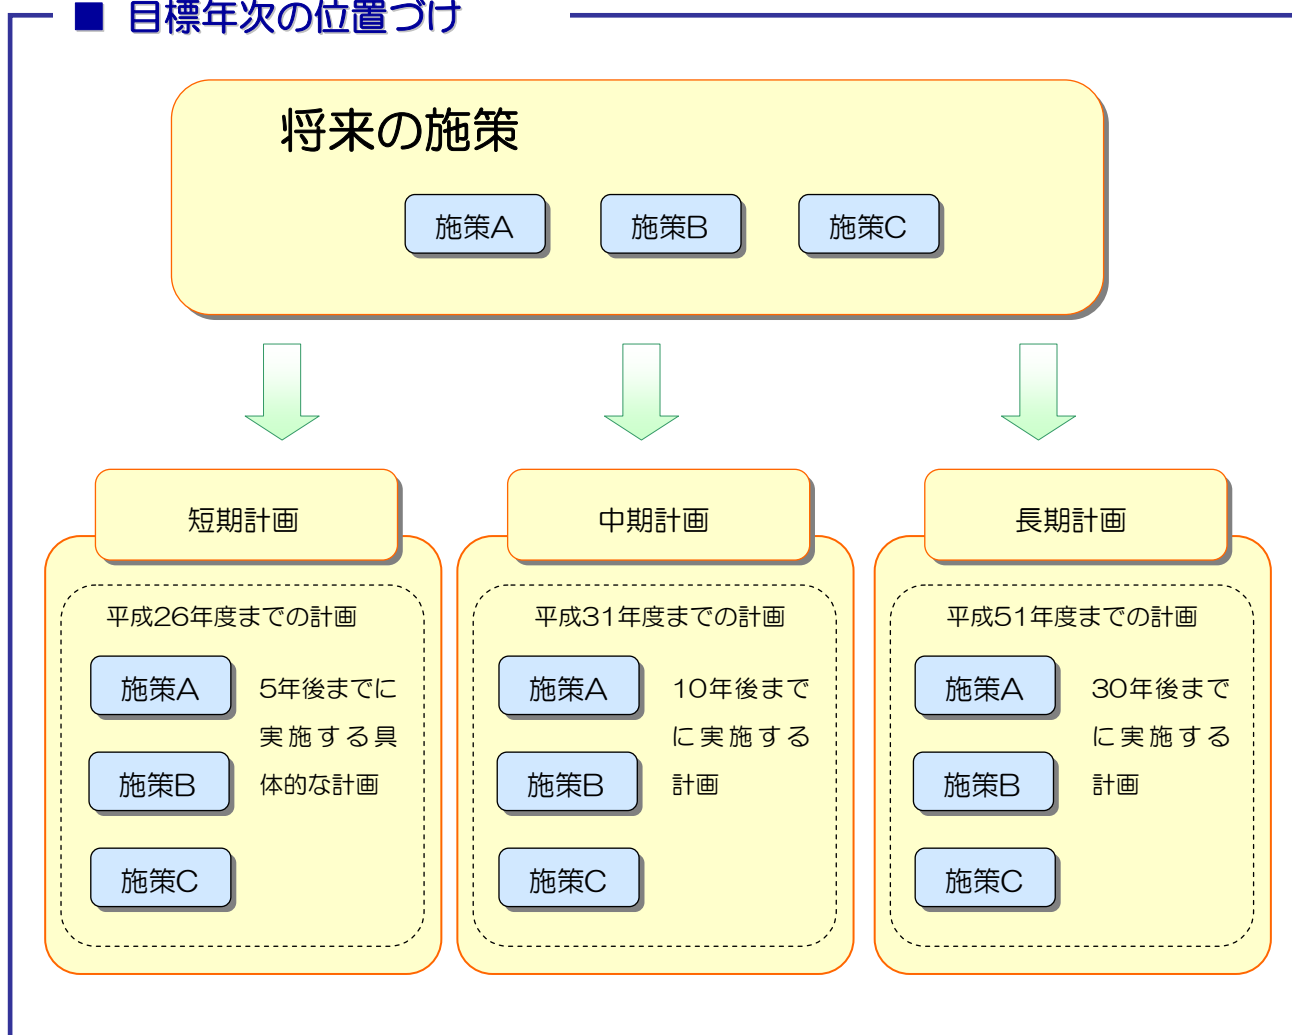 ■ 目標年次の位置づけ
将来の施策
施策A
施策B
施策C
短期計画
平成26年度までの計画
施策A
5年後までに
実施する具
体的な計画
施策B
施策C
中期計画
平成31年度までの計画
施策A
10年後まで
に実施する
計画
施策B
施策C
長期計画
平成51年度までの計画
施策A
30年後まで
に実施する
計画
施策B
施策C